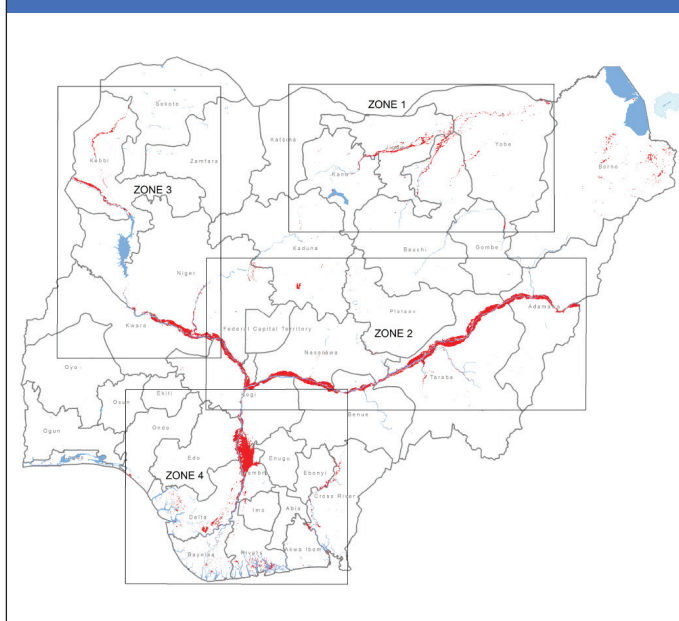 ZONE 1
Sokoto
Katsina
Yobe
Kano
Borno
Kebbi
Zamfara
ZONE 3
Kaduna
Bauchi
Gombe
Niger
Plateau
Adamawa
Kwara
Federal Capital Territory
ZONE 2
Nasarawa
Taraba
Oyo
Ekiti
Kogi
Benue
Osun
Ondo
Ogun
Edo
Enugu
Ebonyi
ZONE 4
Cross River
Imo
Abia
Delta
Bayelsa
Rivers
Akwa Ibom